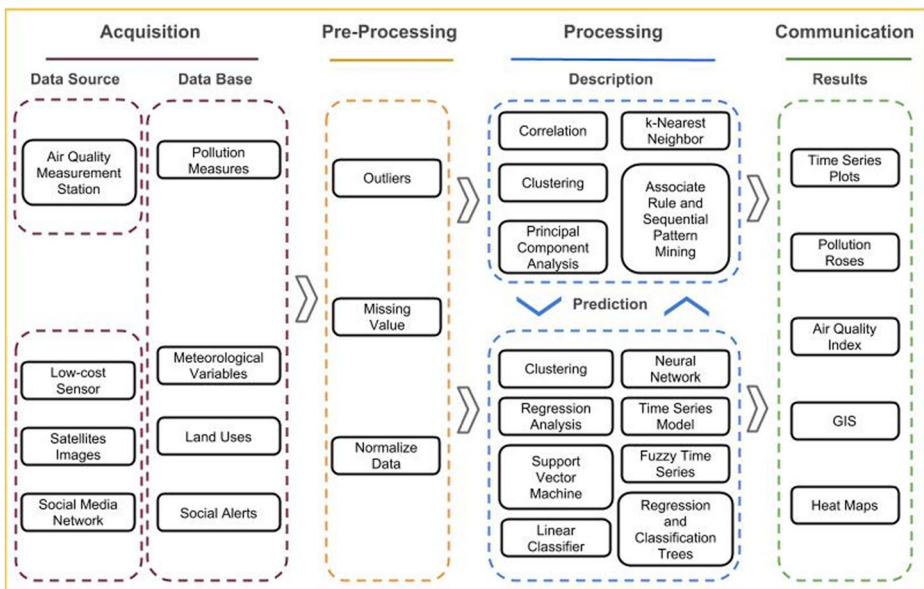 Acquisition
Pre-Processing
Processing
Communication
Data Source
Data Base
Description
Results
Air Quality
Measurement
Station
Low-cost
Sensor
Satellites
Images
Social Media
Network
Pollution
Measures
Meteorological
Variables
Land Uses
Social Alerts
Outliers
Missing
Value
Normalize
Data
Correlation
k-Nearest
Neighbor
Clustering
Associate
Rule and
Sequential
Pattern
Mining
Principal
Component
Analysis
Prediction
Clustering
Neural
Network
Regression
Analysis
Time Series
Model
Support
Vector
Machine
Fuzzy Time
Series
Linear
Classifier
Regression
and
Classification
Trees
Time Series
Plots
Pollution
Roses
Air Quality
Index
GIS
Heat Maps